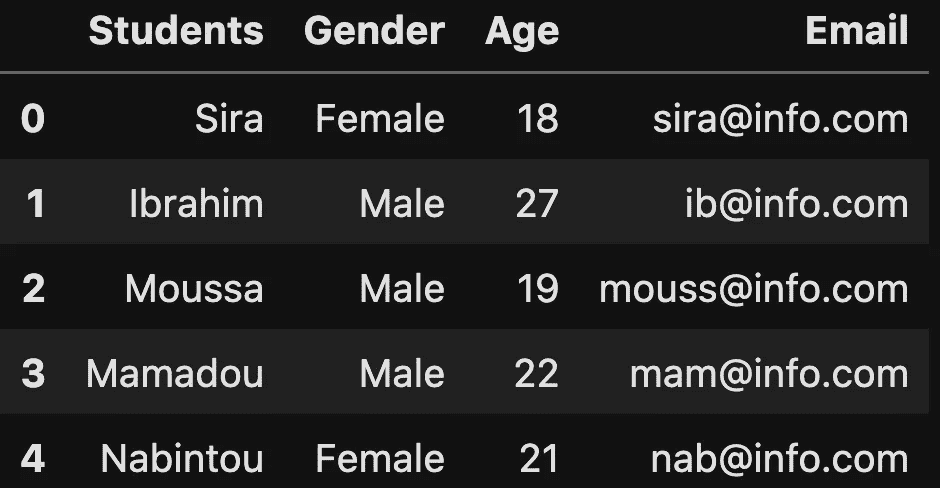 Students Gender Age Email
0 Sira Female 18 sira@info.com
1 Ibrahim Male 27 ib@info.com
2 Moussa Male 19 mouss@info.com
3 Mamadou Male 22 mam@info.com
4 Nabintou Female 21 nab@info.com